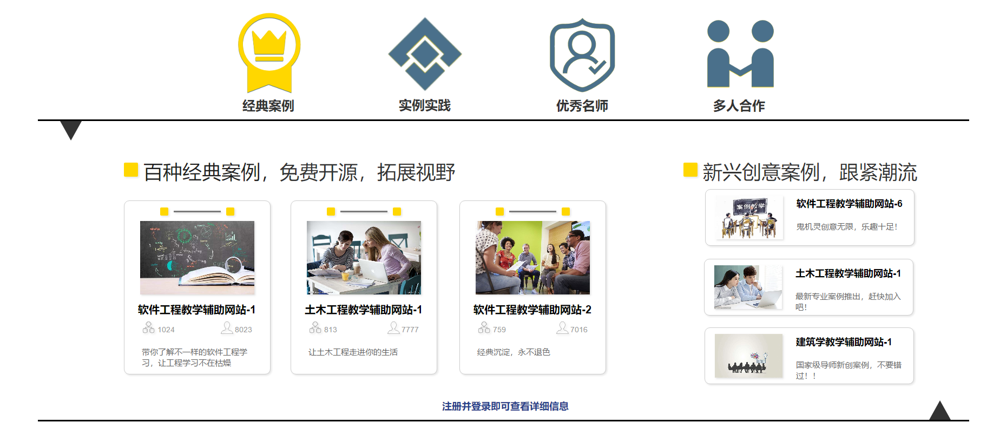 经典案例
实例实践
优秀名师
多人合作
百种经典案例，免费开源，拓展视野
软件工程教学辅助网站-1
1024
8023
带你了解不一样的软件工程学
习，让工程学习不在枯燥
土木工程教学辅助网站-1
813
7777
让土木工程走进你的生活
软件工程教学辅助网站-2
759
7016
经典沉淀，永不退色
新兴创意案例，跟紧潮流
案例教学
软件工程教学辅助网站-6
鬼机灵创意无限，乐趣十足！
土木工程教学辅助网站-1
最新专业案例推出，赶快加入
吧！
建筑学教学辅助网站-1
国家级导师新创案例，不要错
过！！
注册并登录即可查看详细信息